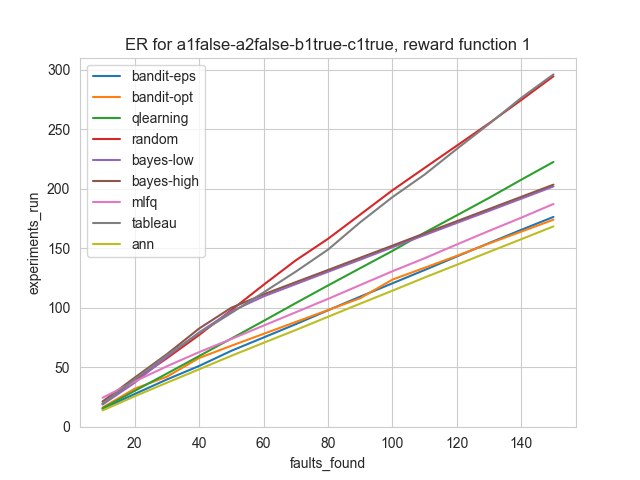 ER for a1false-a2false-b1true-c1true, reward function 1
experiments_run
300
250
200
150
100
50
0
bandit-eps
bandit-opt
qlearning
random
bayes-low
bayes-high
mlfq
tableau
ann
20 40 60 80 100 120 140
faults_found